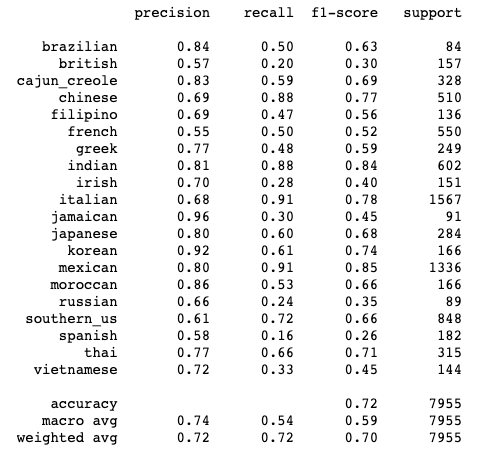 precision recall f1-score support
brazilian 0.84 0.50 0.63 84
british 0.57 0.20 0.30 157
cajun_creole 0.83 0.59 0.69 328
chinese 0.69 0.88 0.77 510
filipino 0.69 0.47 0.56 136
french 0.55 0.50 0.52 550
greek 0.77 0.48 0.59 249
indian 0.81 0.88 0.84 602
irish 0.70 0.28 0.40 151
italian 0.68 0.91 0.78 1567
jamaican 0.96 0.30 0.45 91
japanese 0.80 0.60 0.68 284
korean 0.92 0.61 0.74 166
mexican 0.80 0.91 0.85 1336
moroccan 0.86 0.53 0.66 166
russian 0.66 0.24 0.35 89
southern_us 0.61 0.72 0.66 848
spanish 0.58 0.16 0.26 182
thai 0.77 0.66 0.71 315
vietnamese 0.72 0.33 0.45 144
accuracy 0.72 7955
macro avg 0.74 0.54 0.59 7955
weighted avg 0.72 0.72 0.70 7955